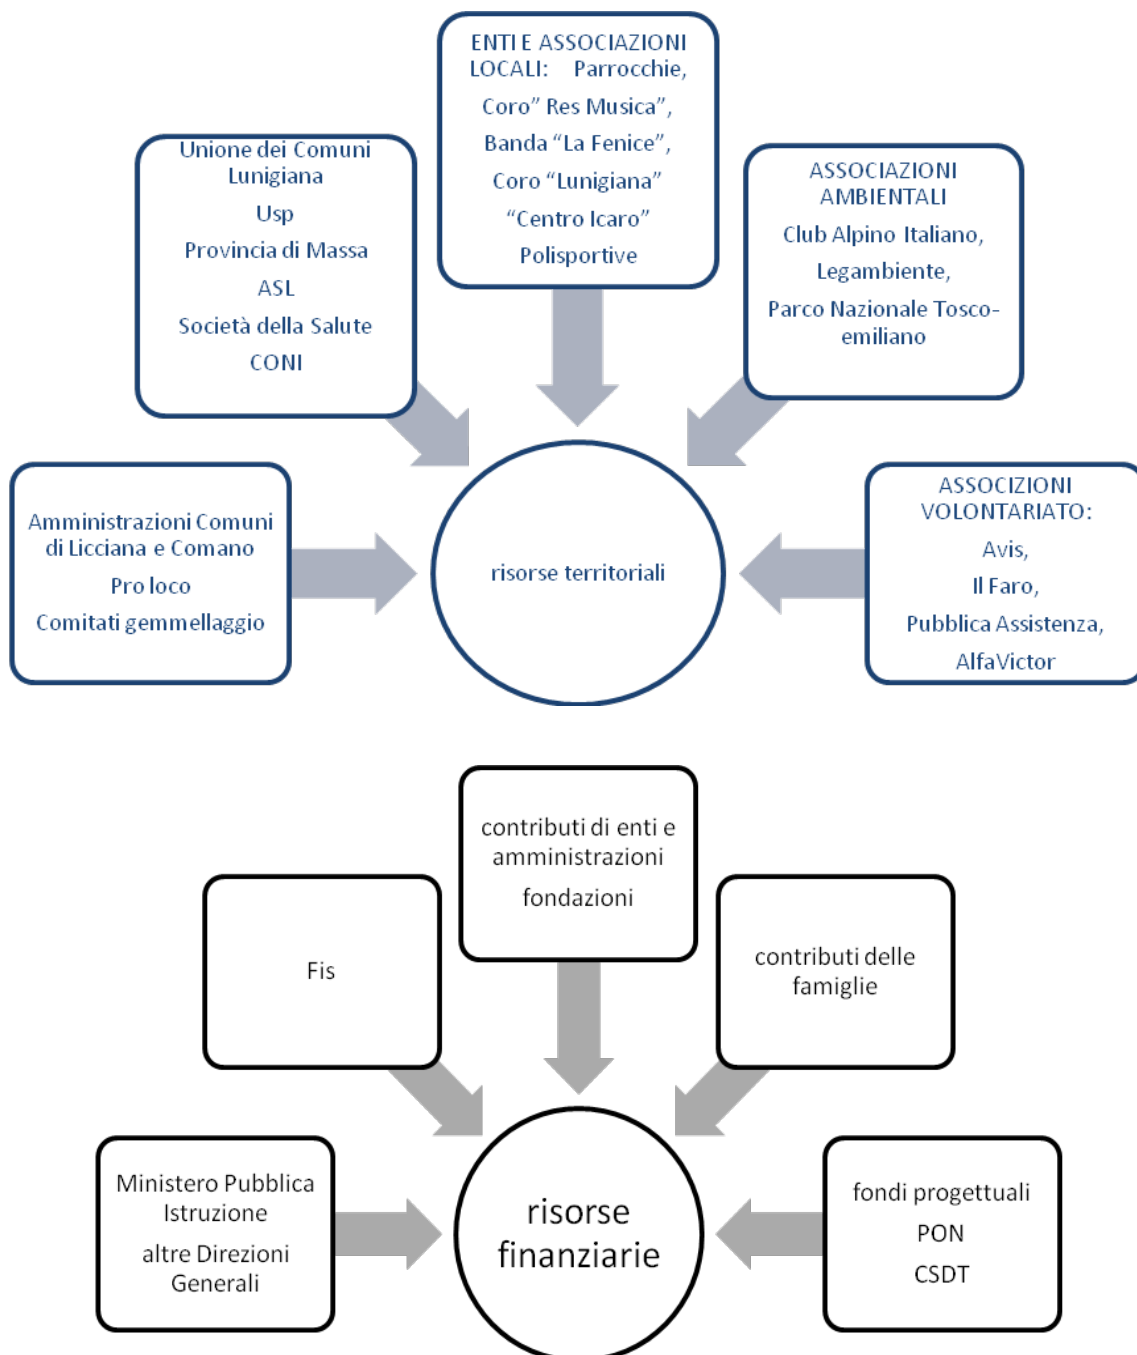 ENTI E ASSOCIAZIONI
LOCALI: Parrocchie,
Coro” Res Musica”,
Banda “La Fenice”,
Coro “Lunigiana”
“Centro Icaro”
Polisportive
Unione dei Comuni
Lunigiana
Usp
Provincia di Massa
ASL
Società della Salute
CONI
ASSOCIAZIONI
AMBIENTALI
Club Alpino Italiano,
Legambiente,
Parco Nazionale Tosco-
emiliano
Amministrazioni Comuni
di Licciana e Comano
Pro loco
Comitati gemmellaggio
risorse territoriali
ASSOCIZIONI
VOLONTARIATO:
Avis,
Il Faro,
Pubblica Assistenza,
AlfaVictor
contributi di enti e
amministrazioni
fondazioni
Fis
contributi delle
famiglie
Ministero Pubblica
Istruzione
altre Direzioni
Generali
risorse
finanziarie
fondi progettuali
PON
CSDT